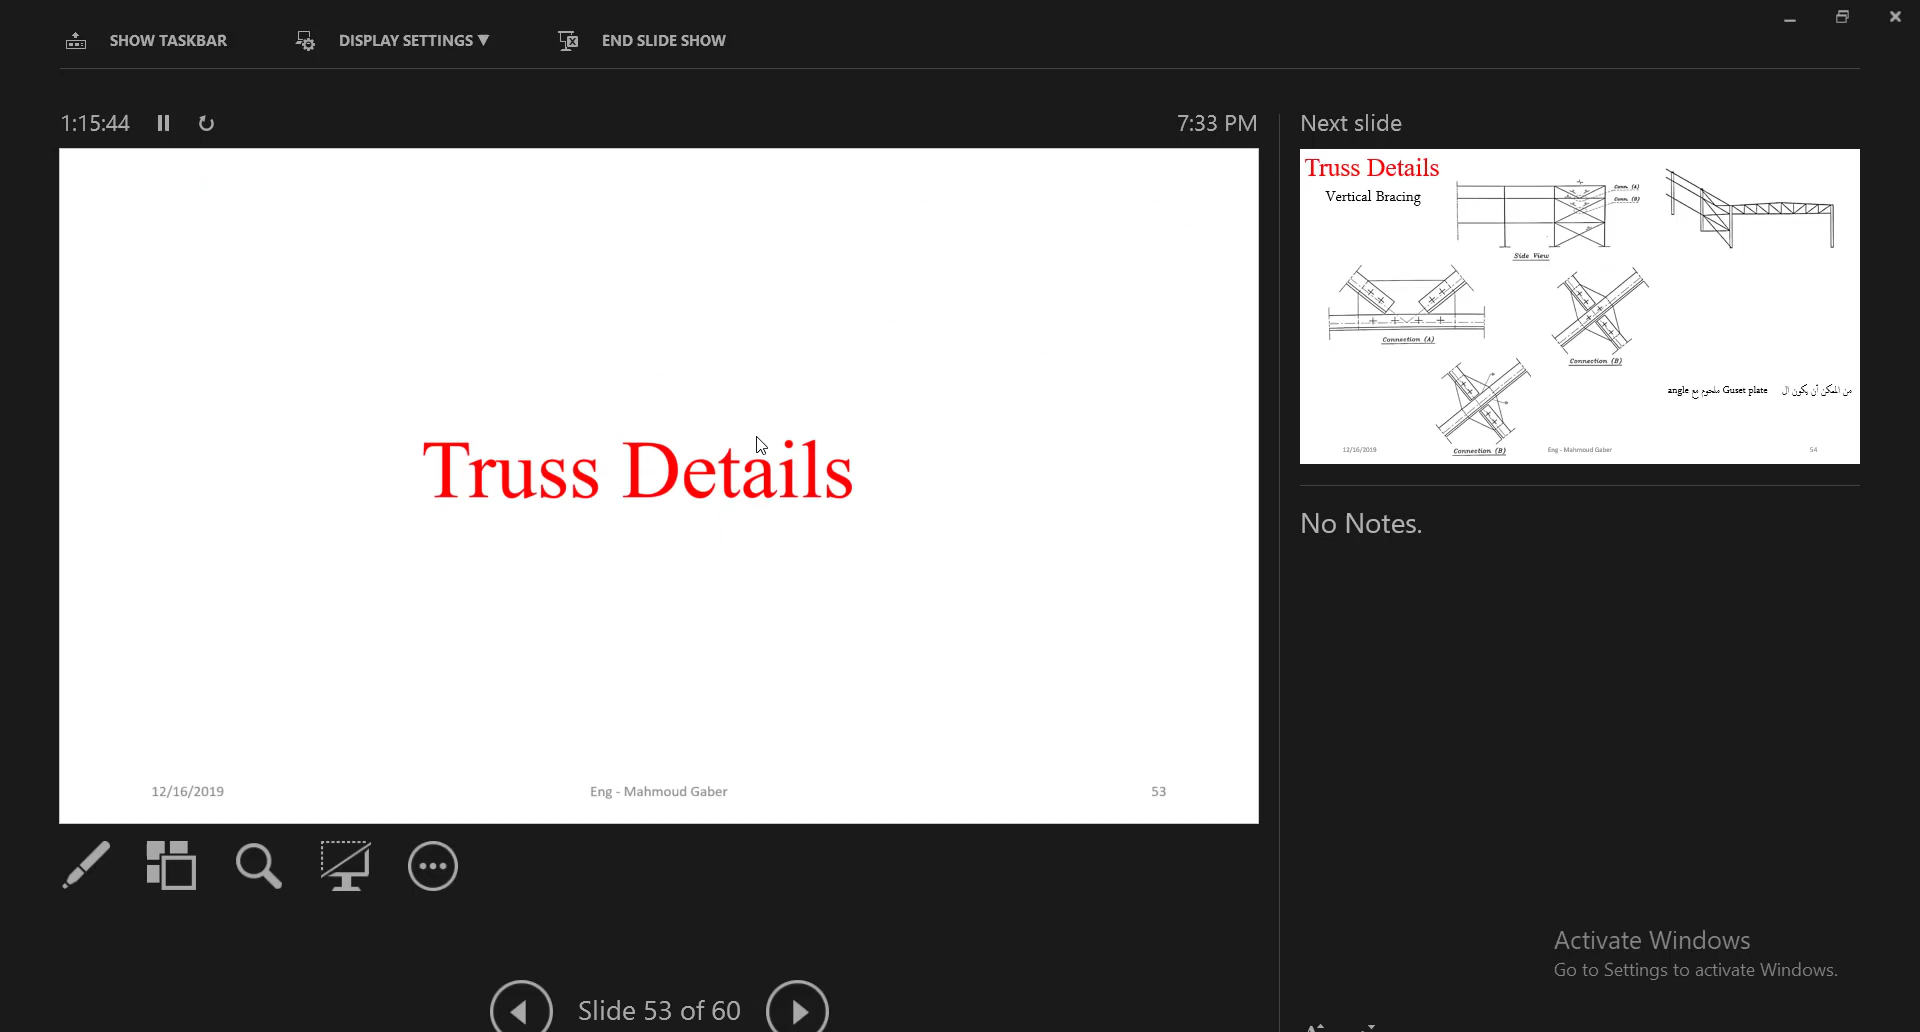 SHOW TASKBAR DISPLAY SETTINGS ▼ END SLIDE SHOW
1:15:44 7:33 PM
Truss Details
12/16/2019 Eng - Mahmoud Gaber 53
Slide 53 of 60
Next slide
Truss Details
Vertical Bracing
Conn. (A)
Conn. (B)
Side View
Connection (A)
Connection (B)
من الممكن أن يكون ال Guset plate ملحوم مع angle
Connection (B)
12/16/2019 Eng - Mahmoud Gaber 54
No Notes.
Activate Windows
Go to Settings to activate Windows.